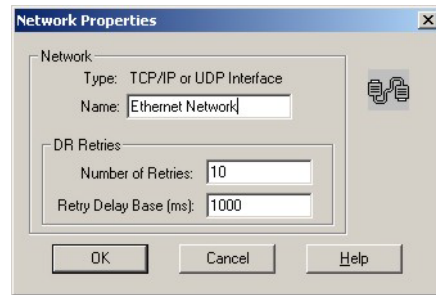 Network Properties
Network
Type: TCP/IP or UDP Interface
Name: Ethernet Network
DR Retries
Number of Retries: 10
Retry Delay Base (ms): 1000
OK Cancel Help